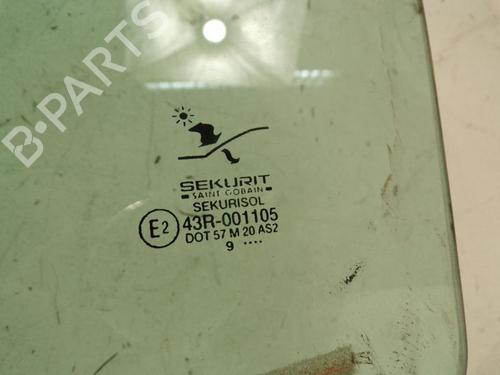 B-PARTS
SEKURIT
SAINT GOBAIN
SEKURISOL
E2 43R-001105
DOT 57 M 20 AS2
9 ....